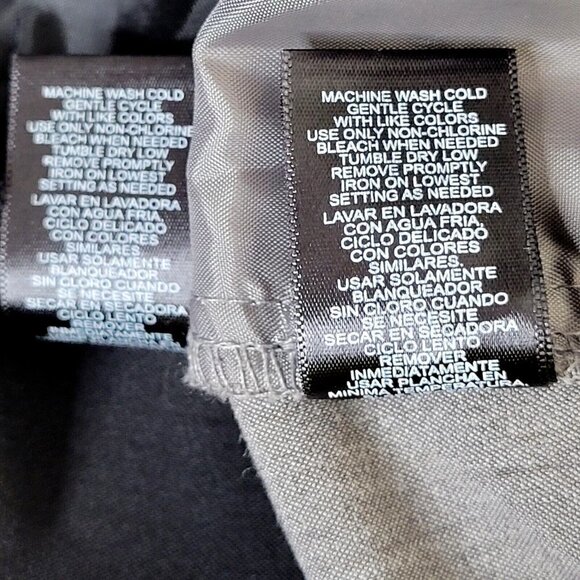 MACHINE WASH COLD
GENTLE CYCLE
WITH LIKE COLORS
USE ONLY NON-CHLORINE
BLEACH WHEN NEEDED
TUMBLE DRY LOW
REMOVE PROMPTLY
IRON ON LOWEST
SETTING AS NEEDED
LAVAR EN LAVADORA
CON AGUA FRIA
CICLO DELICADO
CON COLORES
SIMILARES.
USAR SOLAMENTE
BLANQUEADOR
SIN CLORO CUANDO
SE NECESITE
SECAR EN SECADORA
CICLO LENTO
REMOVER
MACHINE WASH COLD
GENTLE CYCLE
WITH LIKE COLORS
USE ONLY NON-CHLORINE
BLEACH WHEN NEEDED
TUMBLE DRY LOW
REMOVE PROMPTLY
IRON ON LOWEST
SETTING AS NEEDED
LAVAR EN LAVADORA
CON AGUA FRIA
CICLO DELICADO
CON COLORES
SIMILARES.
USAR SOLAMENTE
BLANQUEADOR
SIN CLORO CUANDO
SE NECESITE
SECAR EN SECADORA
CICLO LENTO
REMOVER
INMEDIATAMENTE
USAR PLANCHA EN
MINIMA TEMPERATURA